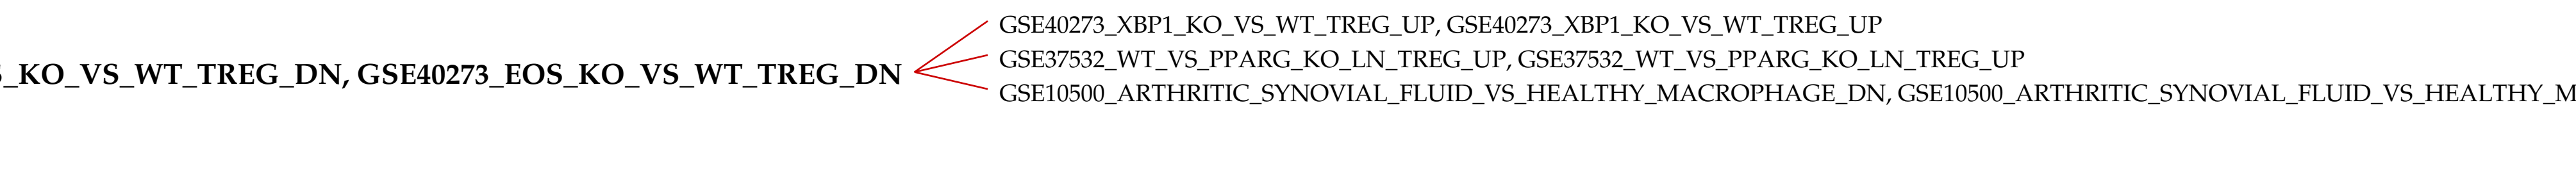 GSE40273_XBP1_KO_VS_WT_TREG_UP, GSE40273_XBP1_KO_VS_WT_TREG_UP
GSE37532_WT_VS_PPARG_KO_LN_TREG_UP, GSE37532_WT_VS_PPARG_KO_LN_TREG_UP
_KO_VS_WT_TREG_DN, GSE40273_EOS_KO_VS_WT_TREG_DN
GSE10500_ARTHRITIC_SYNOVIAL_FLUID_VS_HEALTHY_MACROPHAGE_DN, GSE10500_ARTHRITIC_SYNOVIAL_FLUID_VS_HEALTHY_M